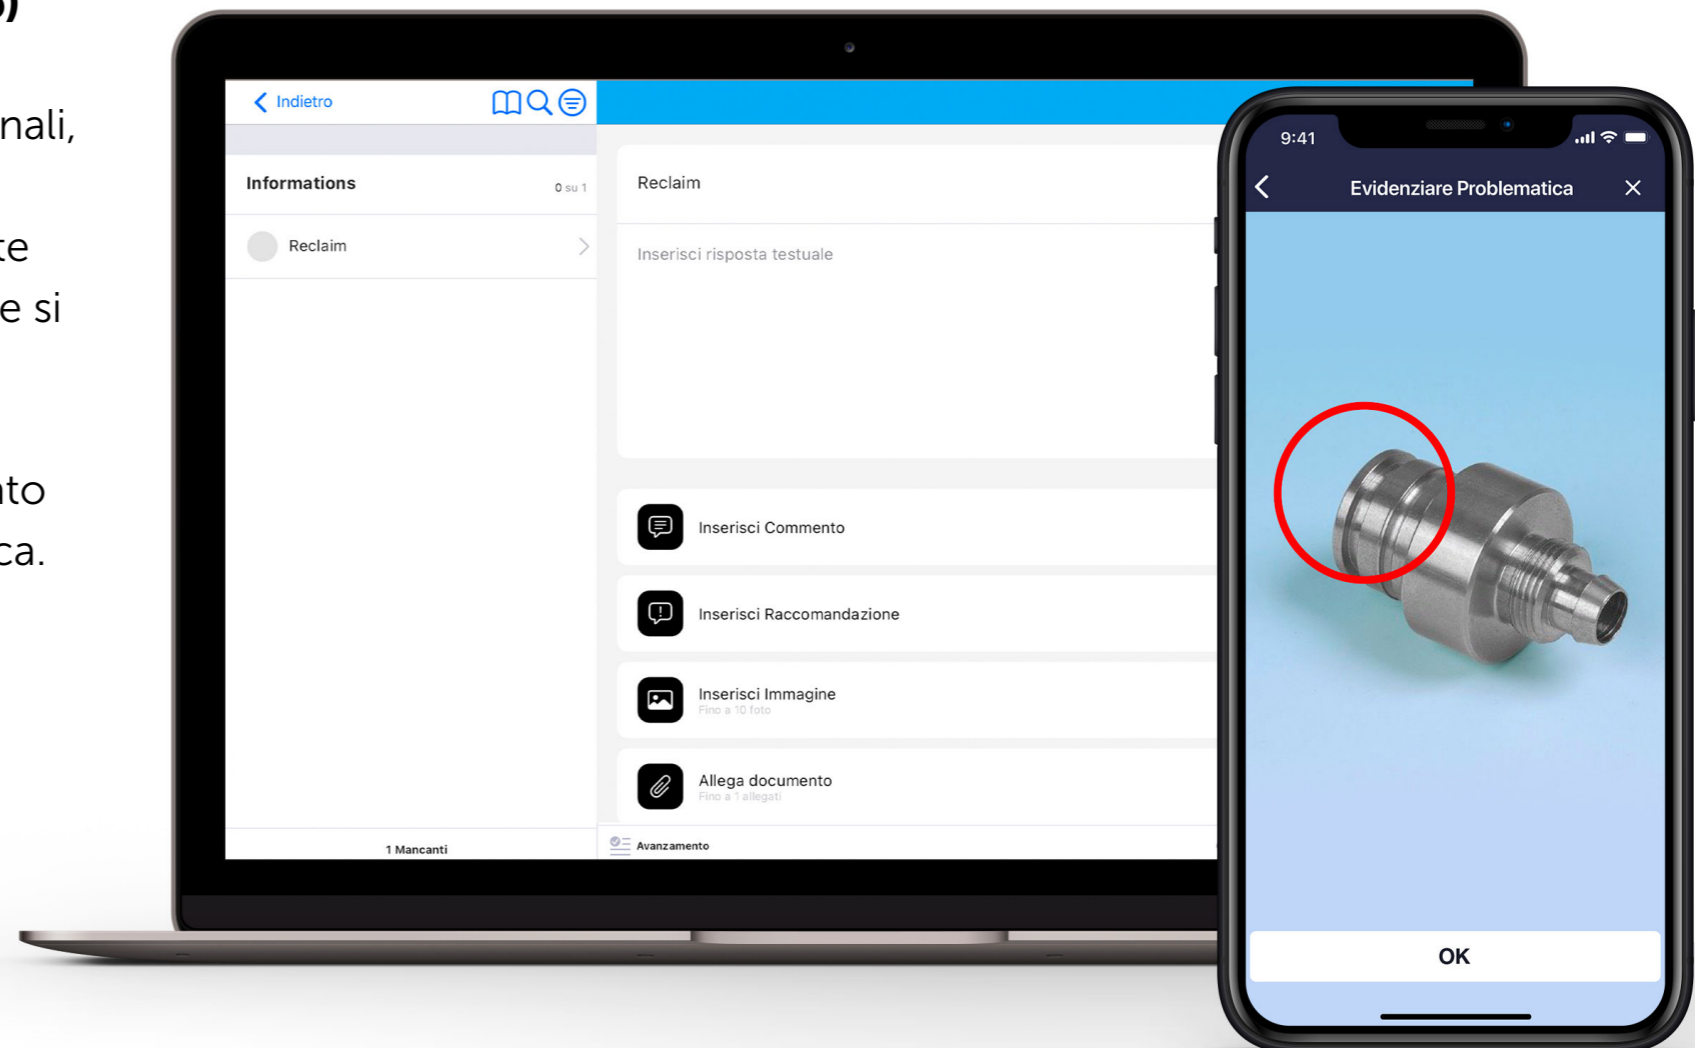 nali,
te
e si
ato
ca.
Indietro
Informations
0 su 1
Reclaim
1 Mancanti
Reclaim
Inserisci risposta testuale
Inserisci Commento
Inserisci Raccomandazione
Inserisci Immagine
Fino a 10 foto
Allega documento
Fino a 1 allegati
Avanzamento
9:41
Evidenziare Problematica
OK